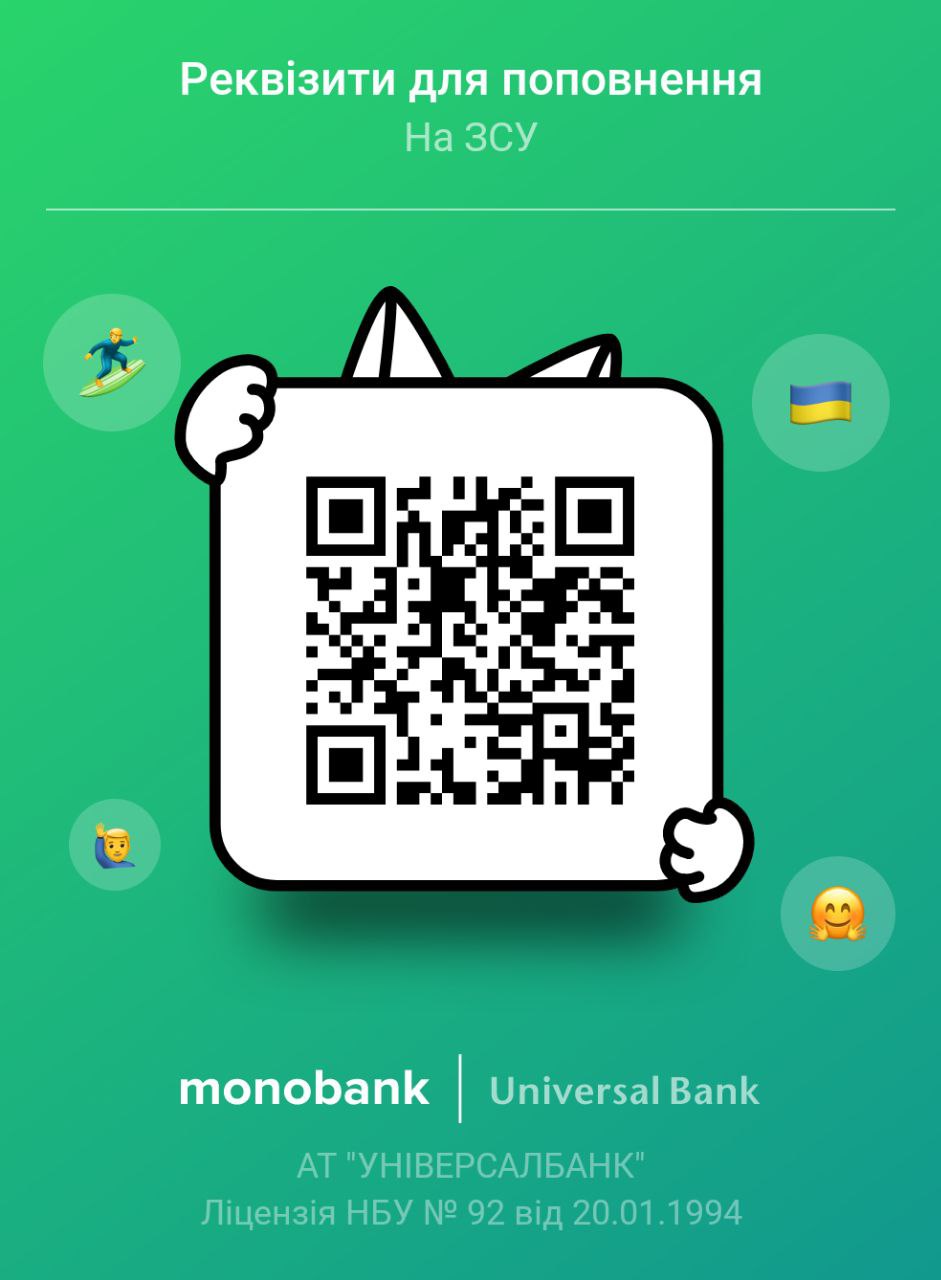 Реквізити для поповнення
На ЗСУ
monobank | Universal Bank
АТ "УНІВЕРСАЛБАНК"
Ліцензія НБУ № 92 від 20.01.1994